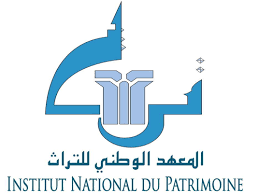 المعهد الوطني للتراث
INSTITUT NATIONAL DU PATRIMOINE